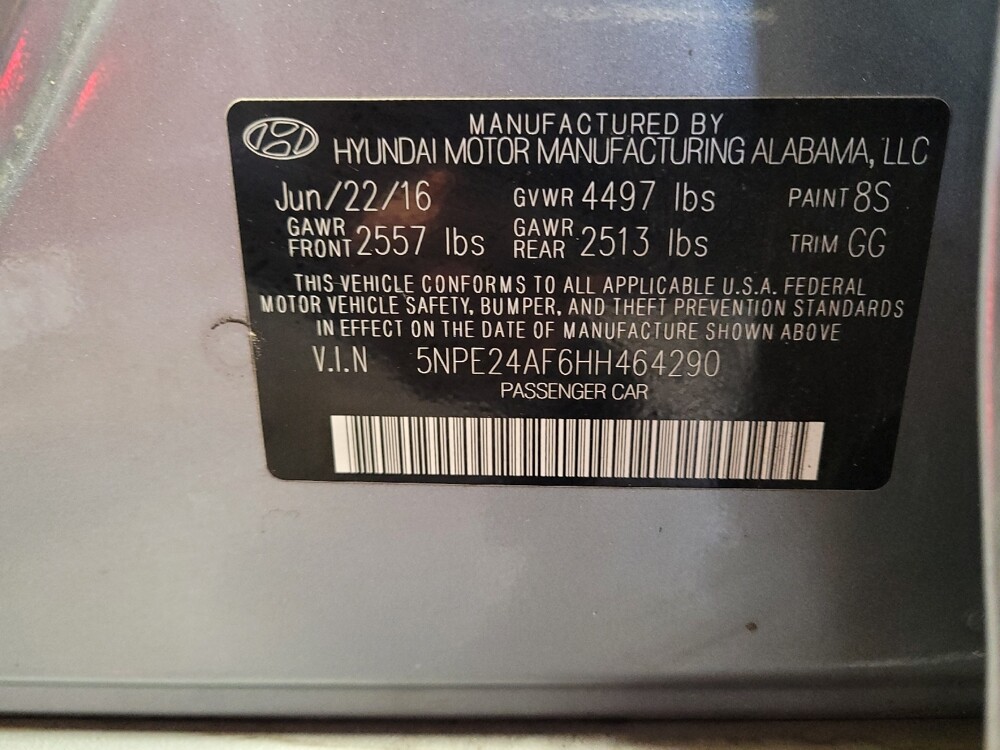 MANUFACTURED BY
HYUNDAI MOTOR MANUFACTURING ALABAMA, LLC
Jun/22/16 GVWR 4497 lbs PAINT 8S
GAWR FRONT 2557 lbs GAWR REAR 2513 lbs TRIM GG
THIS VEHICLE CONFORMS TO ALL APPLICABLE U.S.A. FEDERAL
MOTOR VEHICLE SAFETY, BUMPER, AND THEFT PREVENTION STANDARDS
IN EFFECT ON THE DATE OF MANUFACTURE SHOWN ABOVE
V.I.N 5NPE24AF6HH464290
PASSENGER CAR